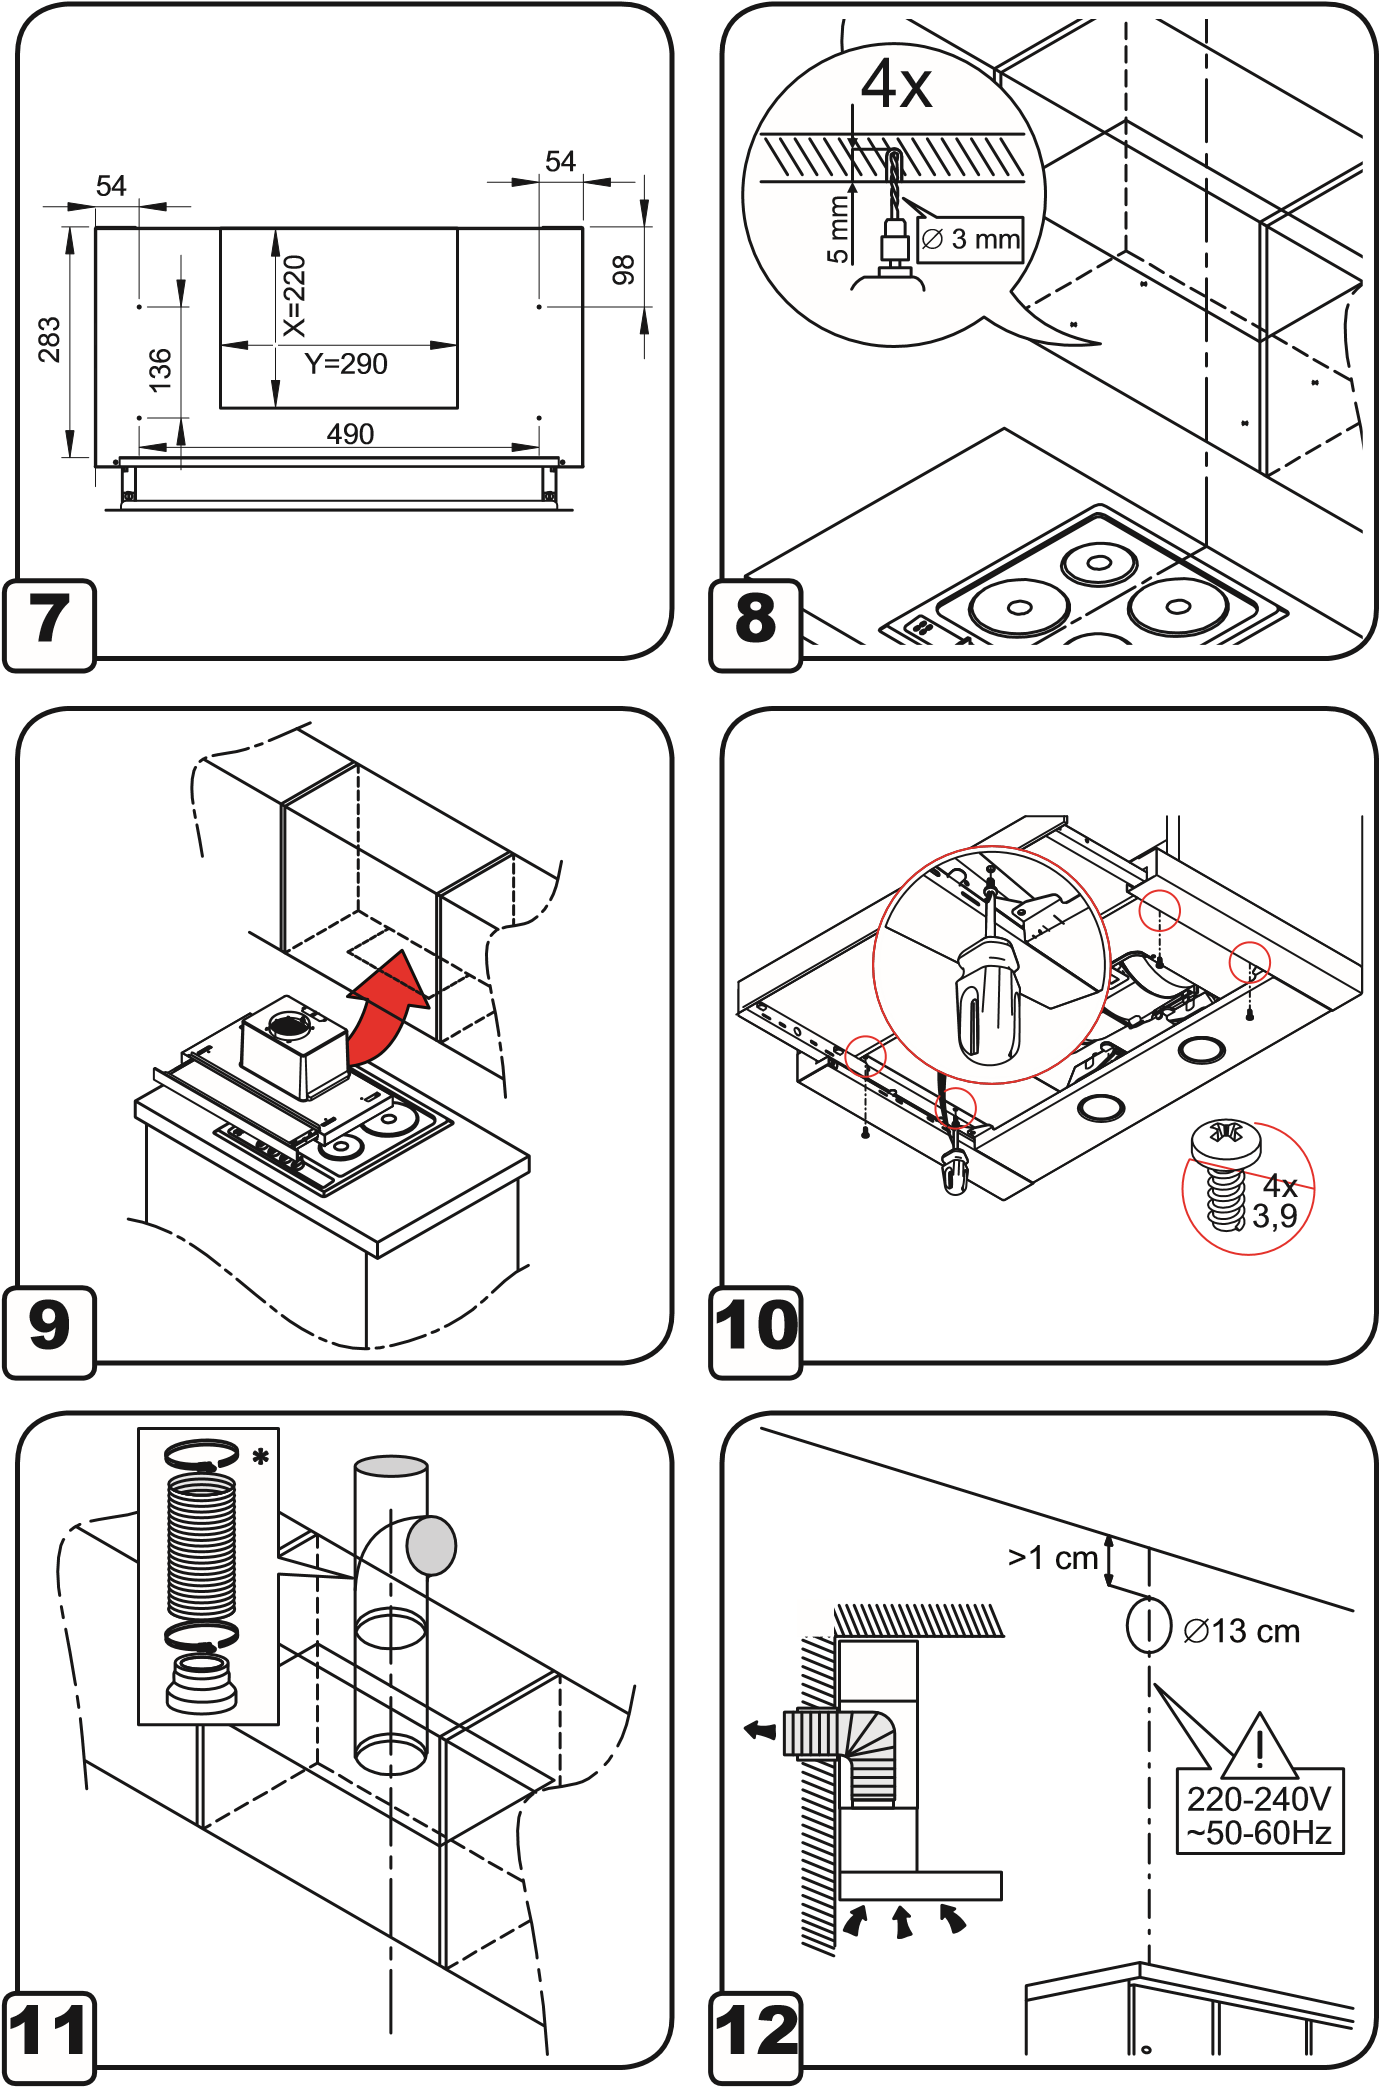 54
54
98
283
136
X=220
Y=290
490
7
4x
5 mm
∅ 3 mm
8
9
4x
3,9
10
*
11
>1 cm
∅13 cm
220-240V
~50-60Hz
12